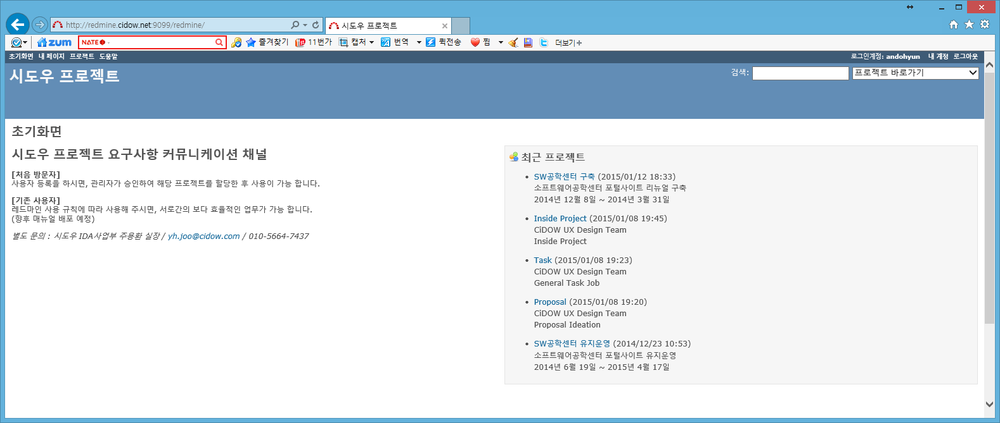 http://redmine.cidow.net:9099/redmine/
시도우 프로젝트
zum
NATE
즐겨찾기
11번가
캡처
번역
퀵전송
찜
더보기+
초기화면 내 페이지 프로젝트 도움말
로그인계정: andohyun 내 계정 로그아웃
시도우 프로젝트
검색:
프로젝트 바로가기
초기화면
시도우 프로젝트 요구사항 커뮤니케이션 채널
[처음 방문자]
사용자 등록을 하시면, 관리자가 승인하여 해당 프로젝트를 할당한 후 사용이 가능 합니다.
[기존 사용자]
레드마인 사용 규칙에 따라 사용해 주시면, 서로간의 보다 효율적인 업무가 가능 합니다.
(향후 매뉴얼 배포 예정)
별도 문의 : 시도우 IDA사업부 주용환 실장 / yh.joo@cidow.com / 010-5664-7437
최근 프로젝트
SW공학센터 구축 (2015/01/12 18:33)
소프트웨어공학센터 포털사이트 리뉴얼 구축
2014년 12월 8일 ~ 2014년 3월 31일
Inside Project (2015/01/08 19:45)
CiDOW UX Design Team
Inside Project
Task (2015/01/08 19:23)
CiDOW UX Design Team
General Task Job
Proposal (2015/01/08 19:20)
CiDOW UX Design Team
Proposal Ideation
SW공학센터 유지운영 (2014/12/23 10:53)
소프트웨어공학센터 포털사이트 유지운영
2014년 6월 19일 ~ 2015년 4월 17일